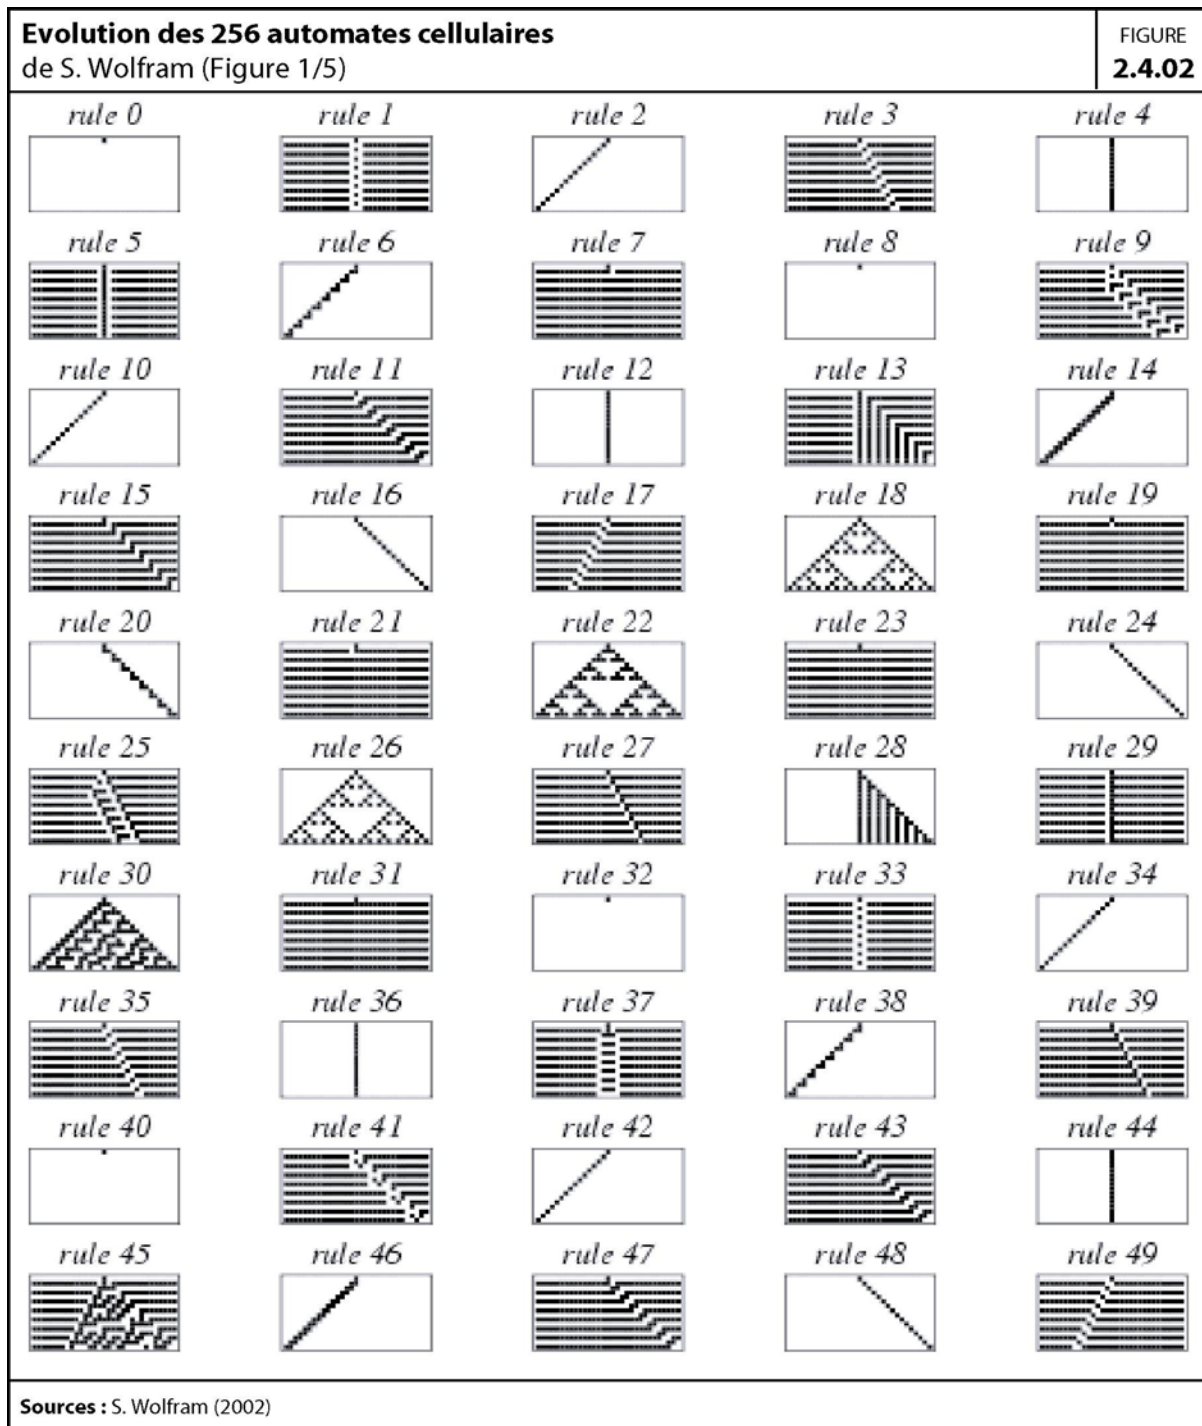 Evolution des 256 automates cellulaires
de S. Wolfram (Figure 1/5)
FIGURE
2.4.02
rule 0 rule 1 rule 2 rule 3 rule 4
rule 5 rule 6 rule 7 rule 8 rule 9
rule 10 rule 11 rule 12 rule 13 rule 14
rule 15 rule 16 rule 17 rule 18 rule 19
rule 20 rule 21 rule 22 rule 23 rule 24
rule 25 rule 26 rule 27 rule 28 rule 29
rule 30 rule 31 rule 32 rule 33 rule 34
rule 35 rule 36 rule 37 rule 38 rule 39
rule 40 rule 41 rule 42 rule 43 rule 44
rule 45 rule 46 rule 47 rule 48 rule 49
Sources : S. Wolfram (2002)